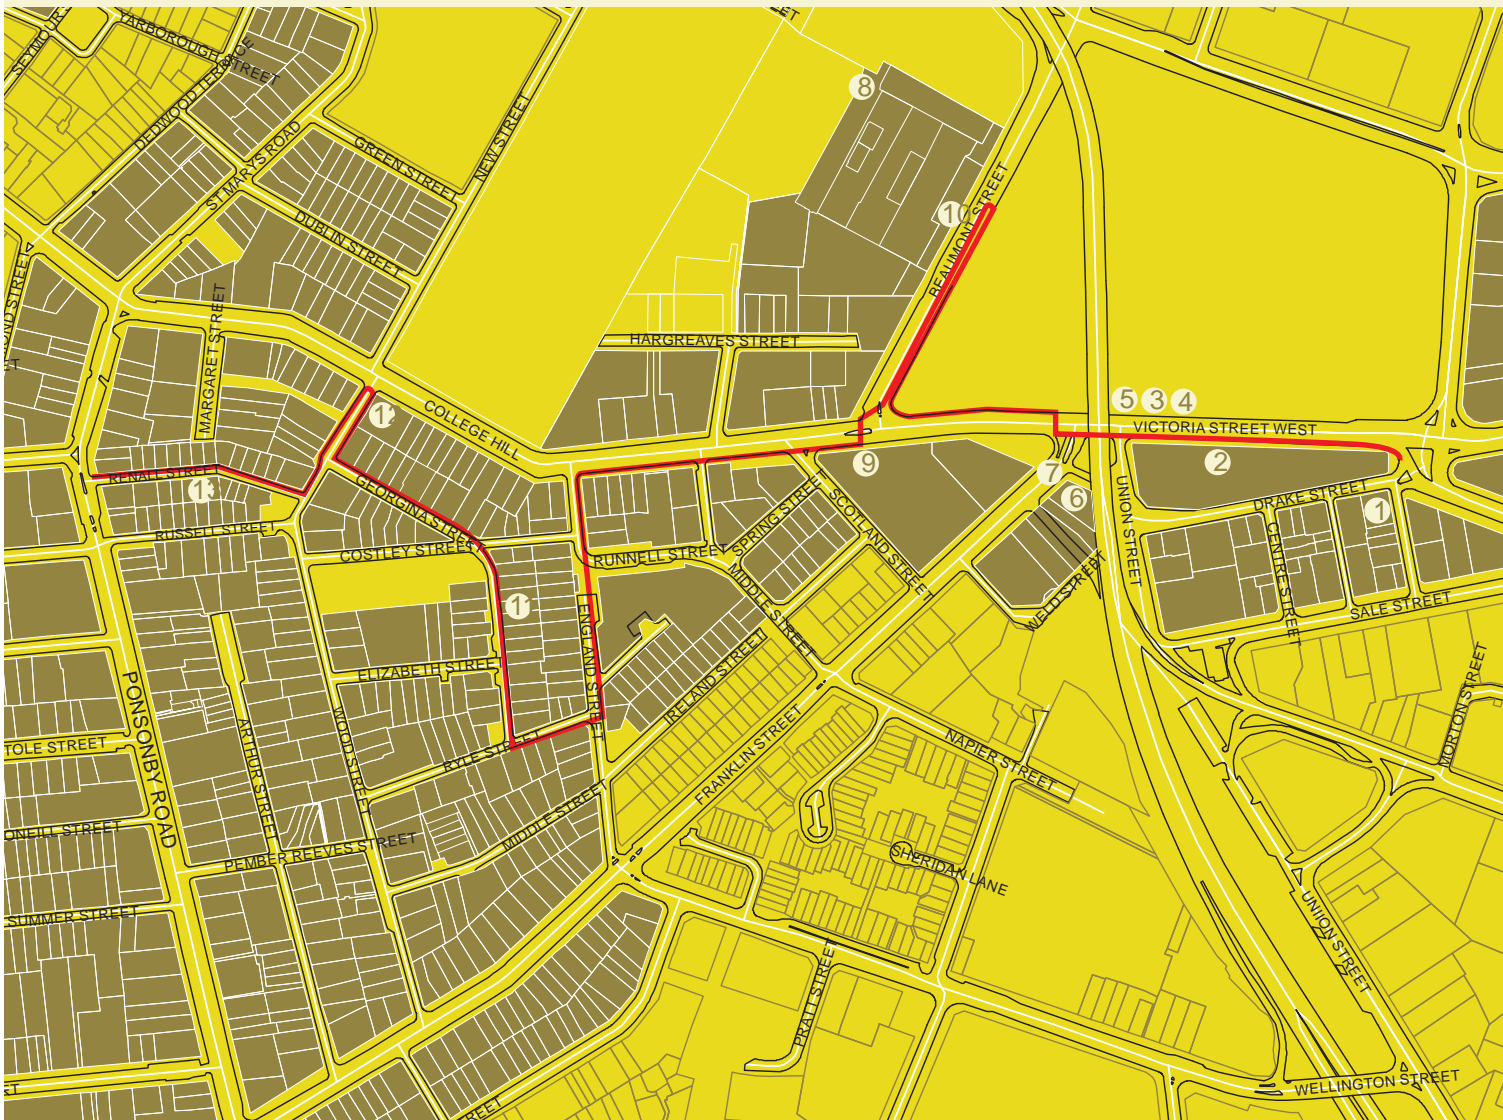 YARBOROUGH STREET
DEDWOOD TERRACE
ST MARYS ROAD
GREEN STREET
NEW STREET
DUBLIN STREET
MARGARET STREET
8
10
BEAUMONT STREET
HARGREAVES STREET
COLLEGE HILL
5
3
4
VICTORIA STREET WEST
12
RENALL STREET
RUSSELL STREET
GEORGINA STREET
COSTLEY STREET
RUNNELL STREET
SPRING STREET
SCOTLAND STREET
9
7
6
2
1
UNION STREET
DRAKE STREET
CENTRE STREET
SALE STREET
WELD STREET
MIDDLE STREET
1
ENGLAND STREET
IRELAND STREET
ELIZABETH STREET
PONSONBY ROAD
ARTHUR STREET
WOOD STREET
RYLE STREET
TOLE STREET
FRANKLIN STREET
NAPIER STREET
MORTON STREET
ONEILL STREET
PEMBER REEVES STREET
MIDDLE STREET
SHERIDAN LANE
SUMMER STREET
PRATT STREET
UNIION STREET
WELLINGTON STREET